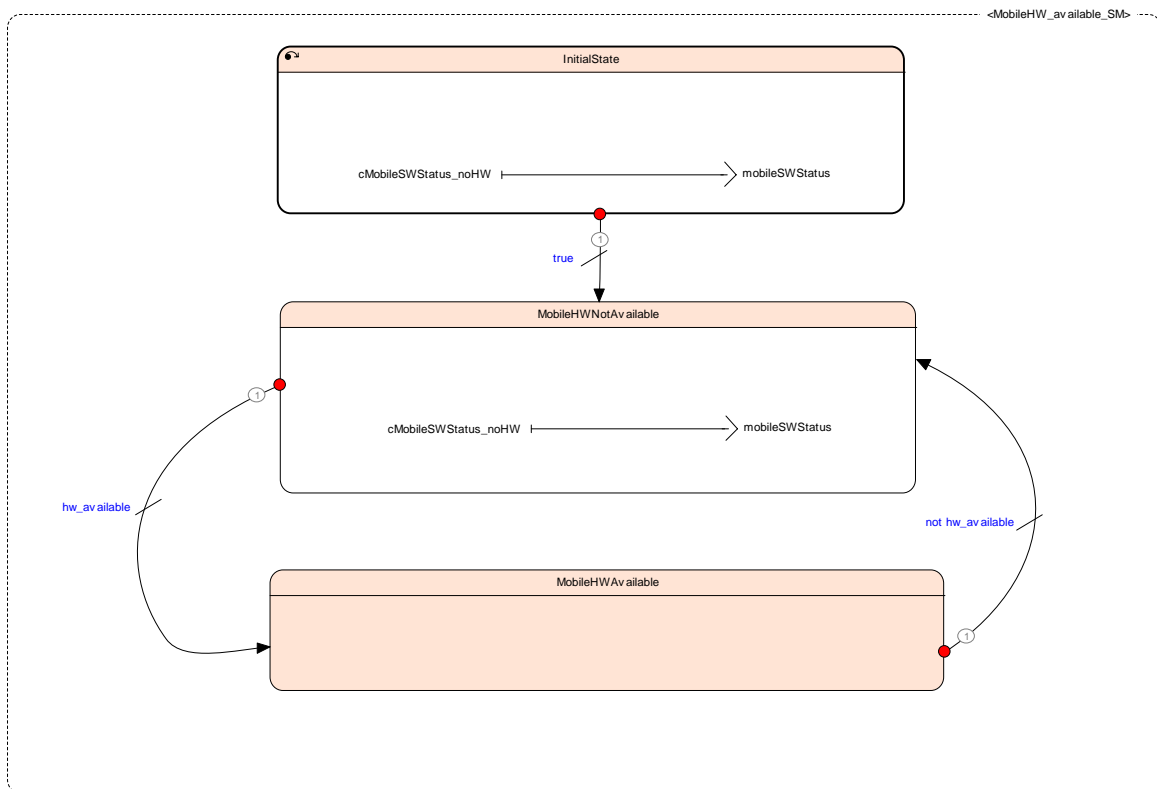 <MobileHW_available_SM>
InitialState
cMobileSWStatus_noHW
mobileSWStatus
1
true
MobileHWNotAvailable
1
cMobileSWStatus_noHW
mobileSWStatus
hw_available
not hw_available
MobileHWAvailable
1